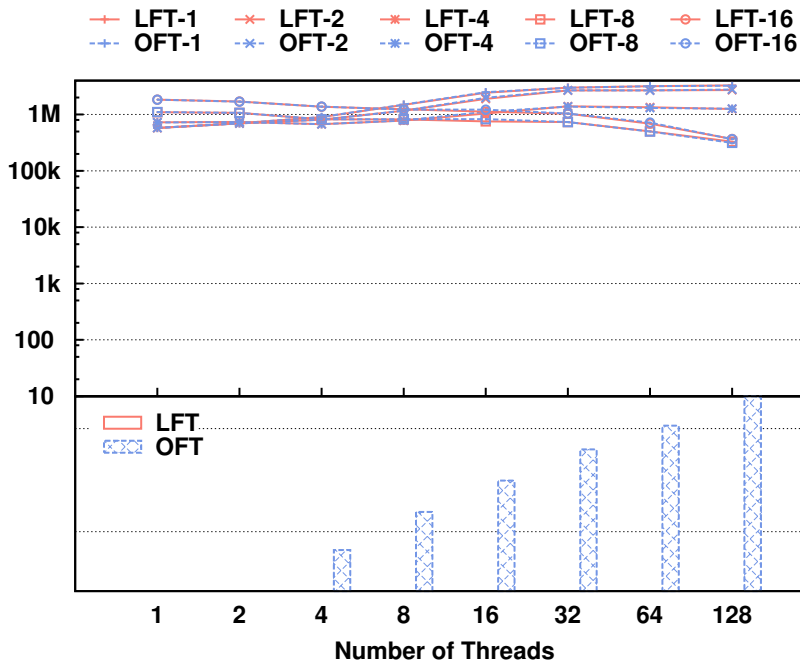 LFT-1 LFT-2 LFT-4 LFT-8 LFT-16
OFT-1 OFT-2 OFT-4 OFT-8 OFT-16
1M
100k
10k
1k
100
10
LFT
OFT
1 2 4 8 16 32 64 128
Number of Threads